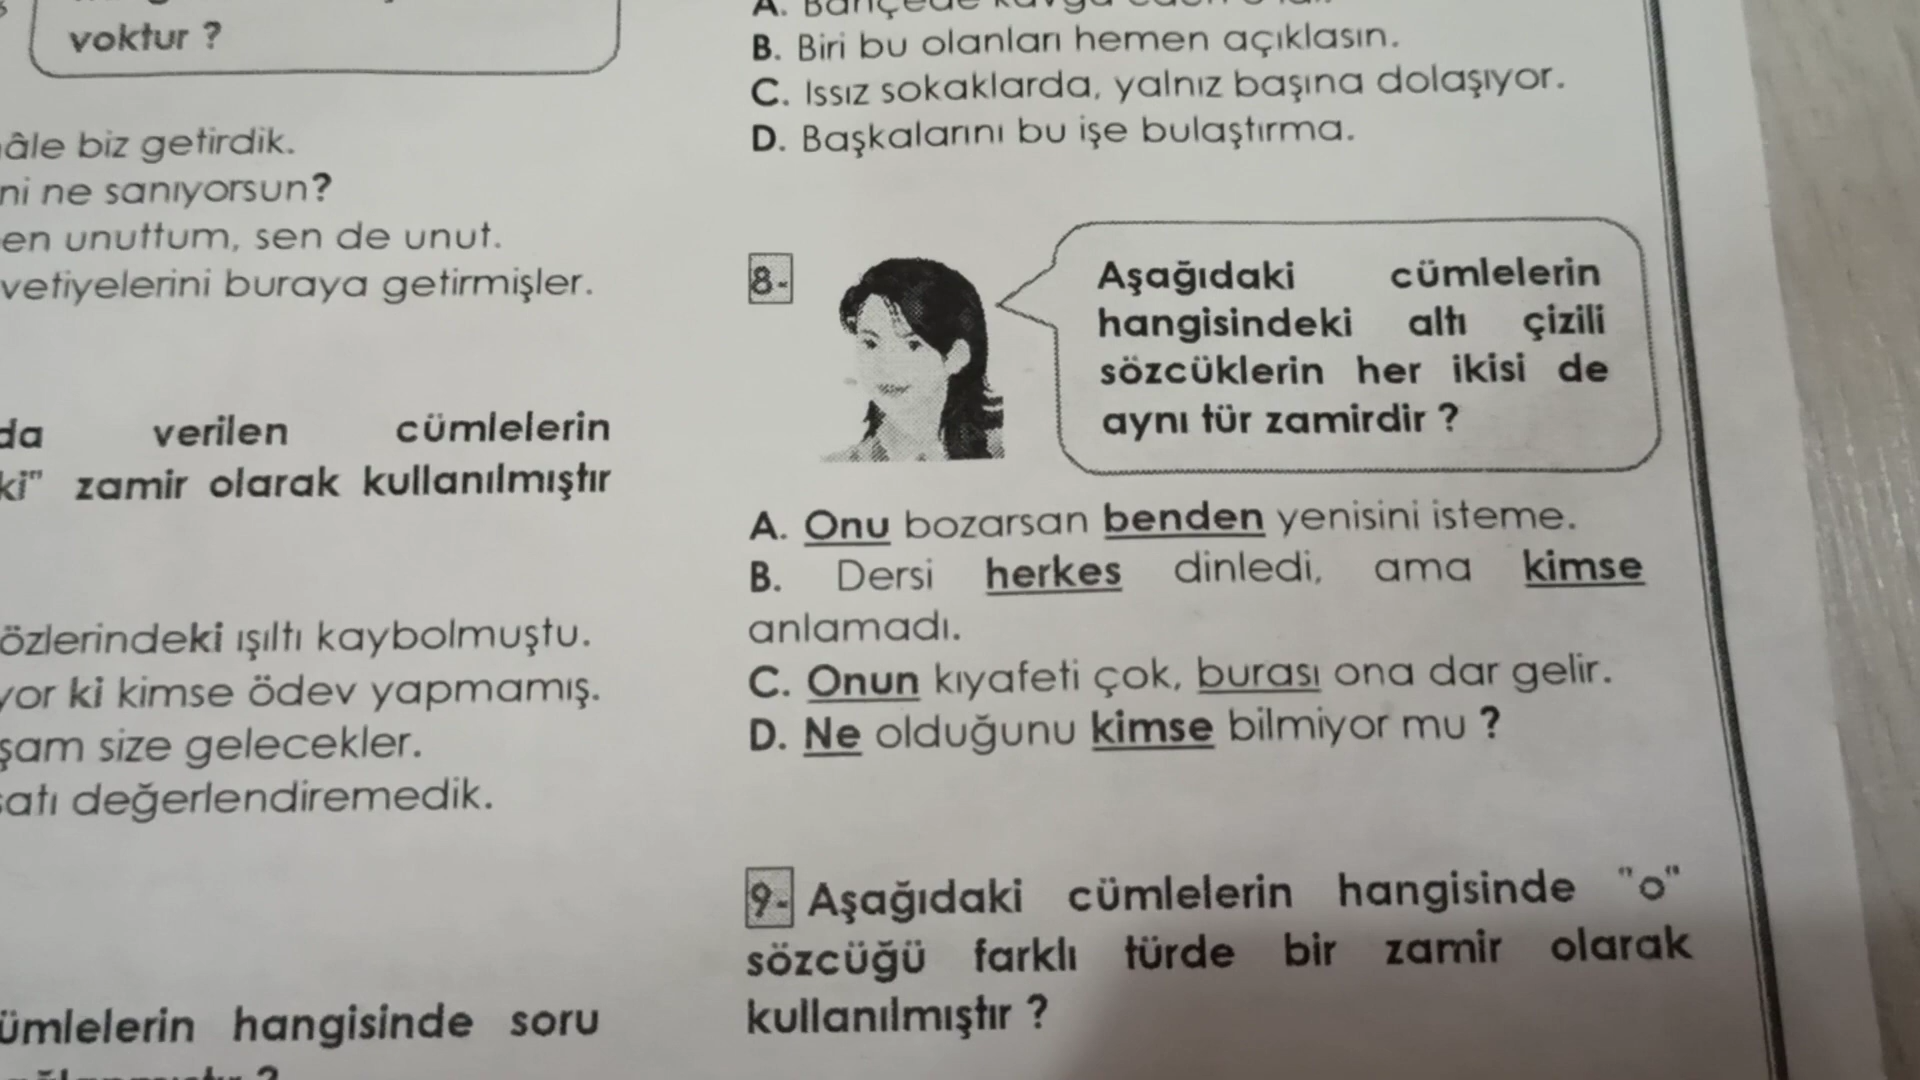 voktur ?
âle biz getirdik.
ni ne sanıyorsun?
en unuttum, sen de unut.
vetiyelerini buraya getirmişler.
da verilen cümlelerin
ki" zamir olarak kullanılmıştır
özlerindeki ışıltı kaybolmuştu.
yor ki kimse ödev yapmamış.
şam size gelecekler.
satı değerlendiremedik.
ümlelerin hangisinde soru
B. Biri bu olanları hemen açıklasın.
C. Issız sokaklarda, yalnız başına dolaşıyor.
D. Başkalarını bu işe bulaştırma.
8-
Aşağıdaki cümlelerin
hangisindeki altı çizili
sözcüklerin her ikisi de
aynı tür zamirdir ?
A. Onu bozarsan benden yenisini isteme.
B. Dersi herkes dinledi, ama kimse
anlamadı.
C. Onun kıyafeti çok, burası ona dar gelir.
D. Ne olduğunu kimse bilmiyor mu ?
9- Aşağıdaki cümlelerin hangisinde "o"
sözcüğü farklı türde bir zamir olarak
kullanılmıştır ?